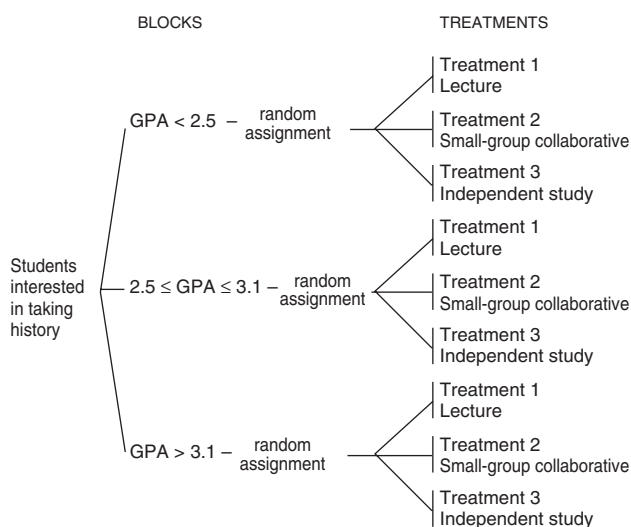 BLOCKS
TREATMENTS
Students
interested
in taking
history
GPA < 2.5 –
random
assignment
Treatment 1
Lecture
Treatment 2
Small-group collaborative
Treatment 3
Independent study
2.5 ≤ GPA ≤ 3.1 –
random
assignment
Treatment 1
Lecture
Treatment 2
Small-group collaborative
Treatment 3
Independent study
GPA > 3.1 –
random
assignment
Treatment 1
Lecture
Treatment 2
Small-group collaborative
Treatment 3
Independent study